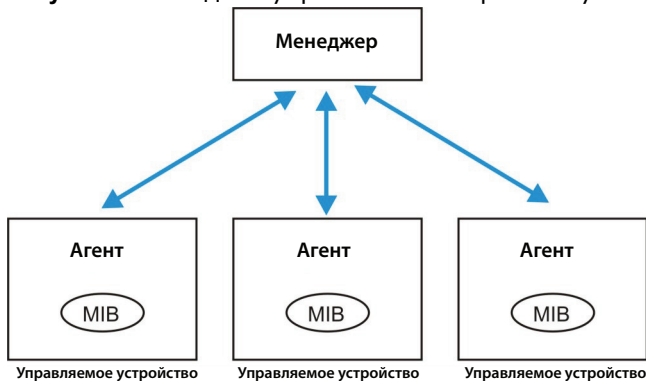 Менеджер
Агент
Агент
Агент
MIB
MIB
MIB
Управляемое устройство
Управляемое устройство
Управляемое устройство